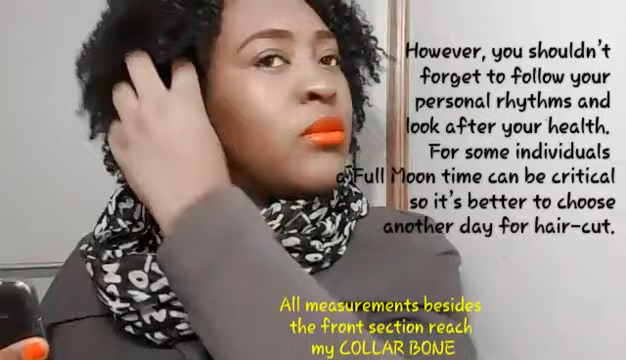 However, you shouldn't
forget to follow your
personal rhythms and
look after your health.
For some individuals
a Full Moon time can be critical
so it's better to choose
another day for hair-cut.
All measurements besides
the front section reach
my COLLAR BONE